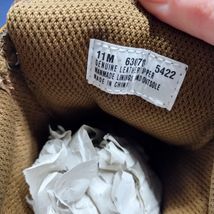 11M 63078 5422
GENUINE LEATHER UPPER
MANMADE LINING AND OUTSOLE
MADE IN CHINA